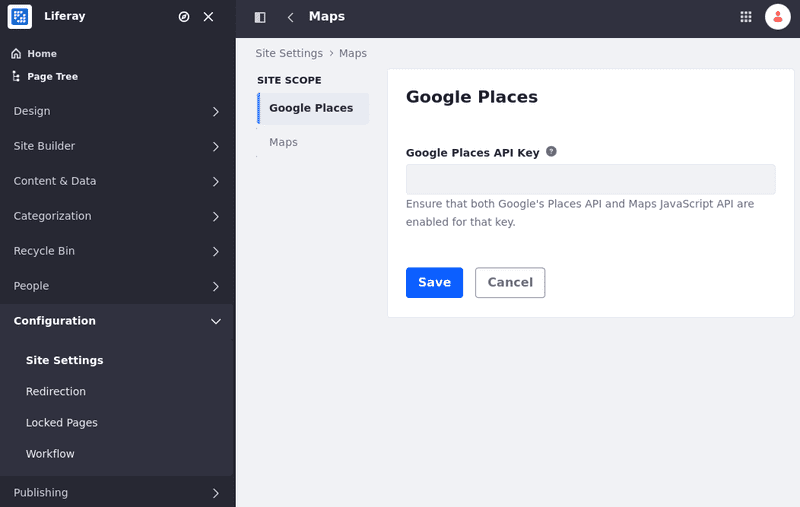 Liferay
Home
Page Tree
Design
Site Builder
Content & Data
Categorization
Recycle Bin
People
Configuration
Site Settings
Redirection
Locked Pages
Workflow
Publishing
Maps
Site Settings > Maps
SITE SCOPE
Google Places
Maps
Google Places
Google Places API Key ?
Ensure that both Google's Places API and Maps JavaScript API are
enabled for that key.
Save Cancel